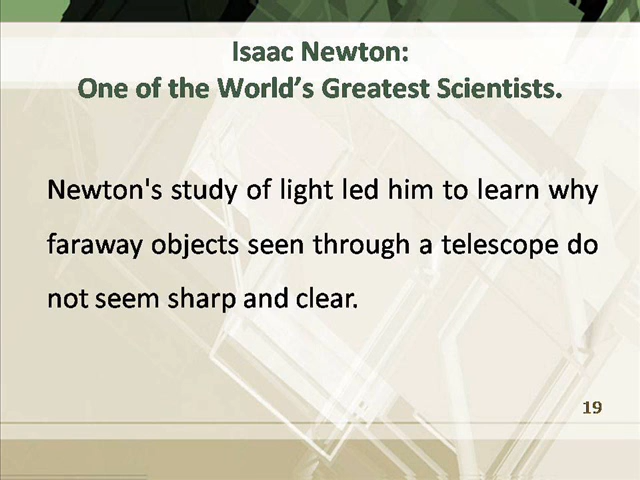 Isaac Newton:
One of the World’s Greatest Scientists.
Newton's study of light led him to learn why
faraway objects seen through a telescope do
not seem sharp and clear.
19